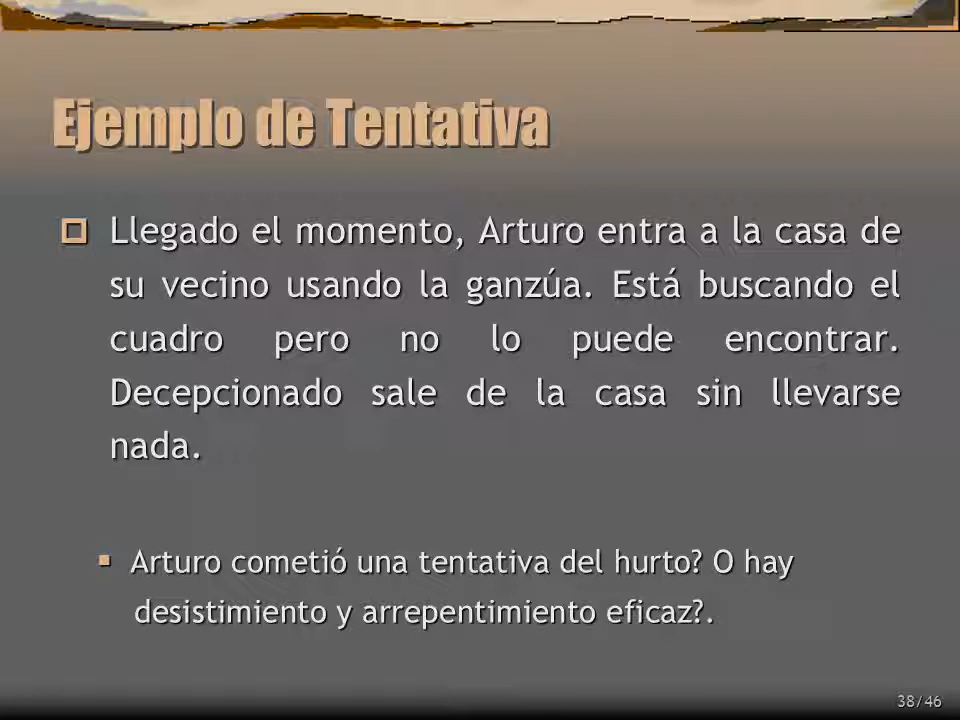 Ejemplo de Tentativa
Llegado el momento, Arturo entra a la casa de
su vecino usando la ganzúa. Está buscando el
cuadro pero no lo puede encontrar.
Decepcionado sale de la casa sin llevarse
nada.
Arturo cometió una tentativa del hurto? O hay
desistimiento y arrepentimiento eficaz?.
38/46